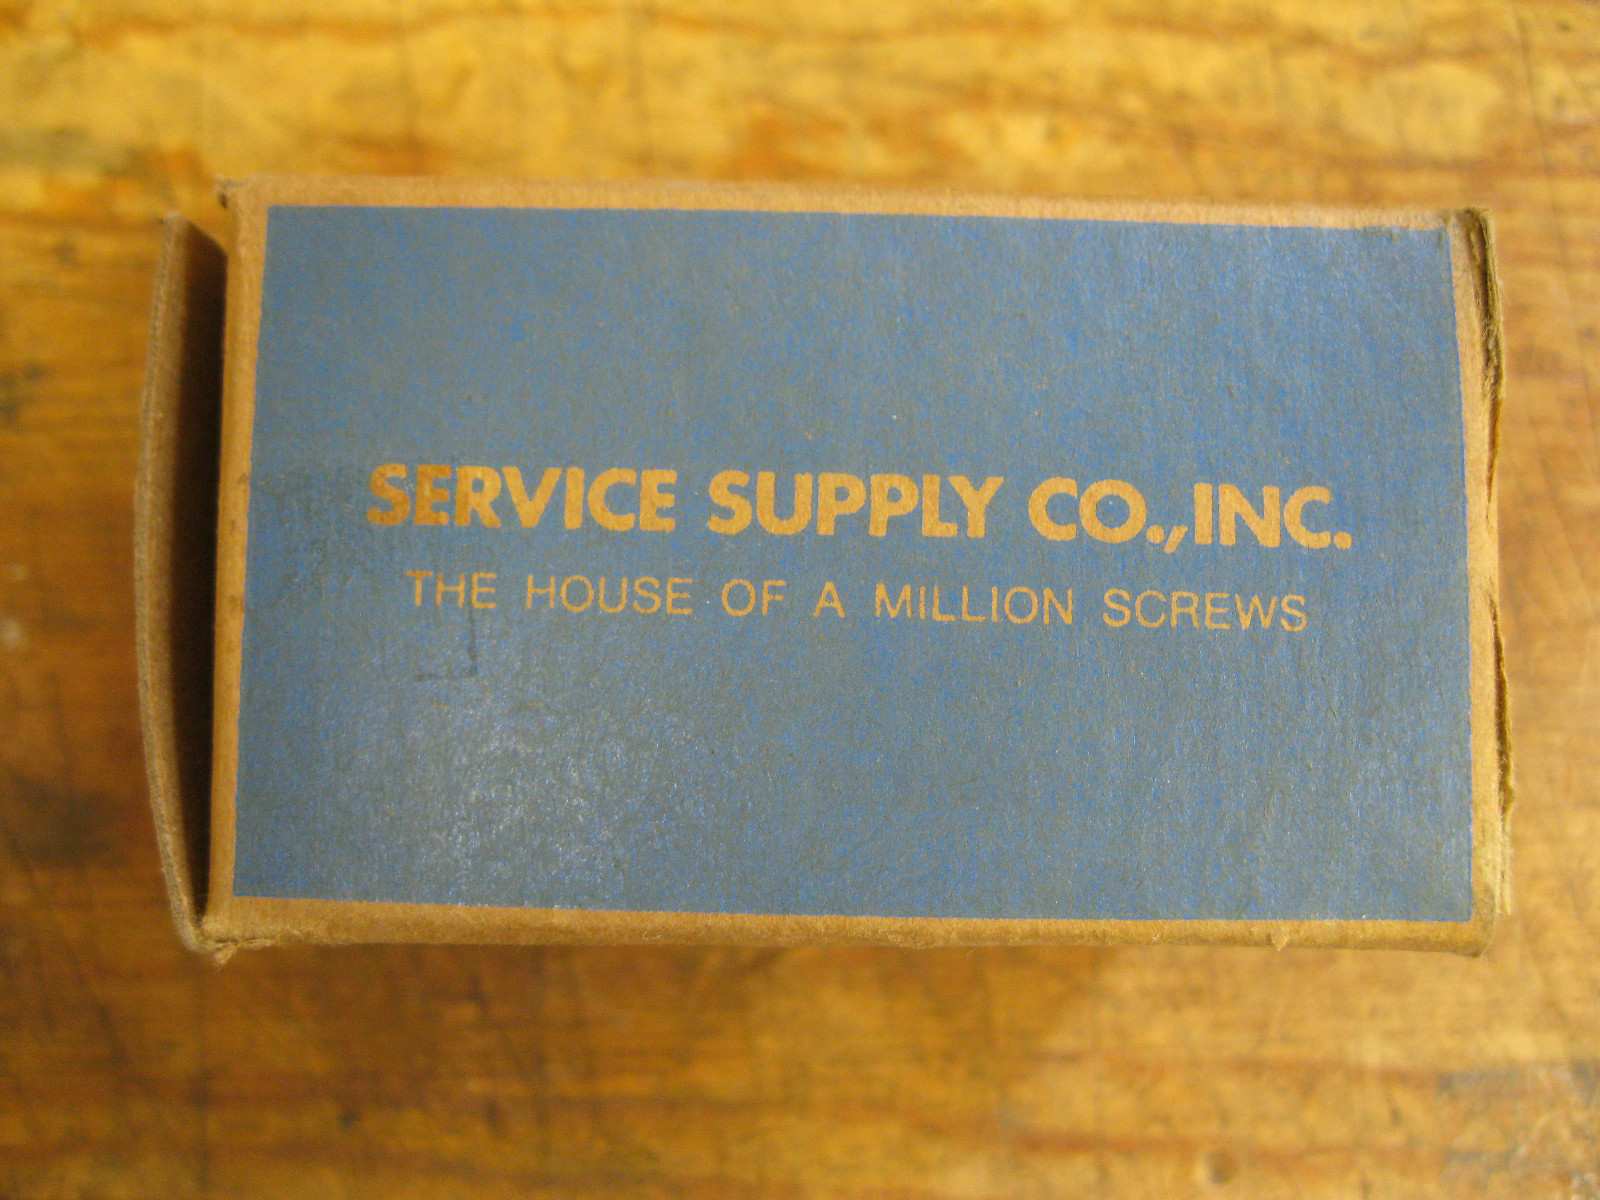 SERVICE SUPPLY CO., INC.
THE HOUSE OF A MILLION SCREWS